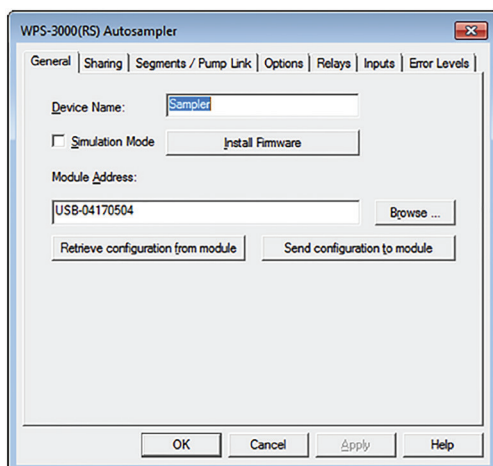 WPS-3000(RS) Autosampler
General Sharing Segments / Pump Link Options Relays Inputs Error Levels
Device Name: Sampler
Simulation Mode Install Firmware
Module Address:
USB-04170504 Browse ...
Retrieve configuration from module Send configuration to module
OK Cancel Apply Help